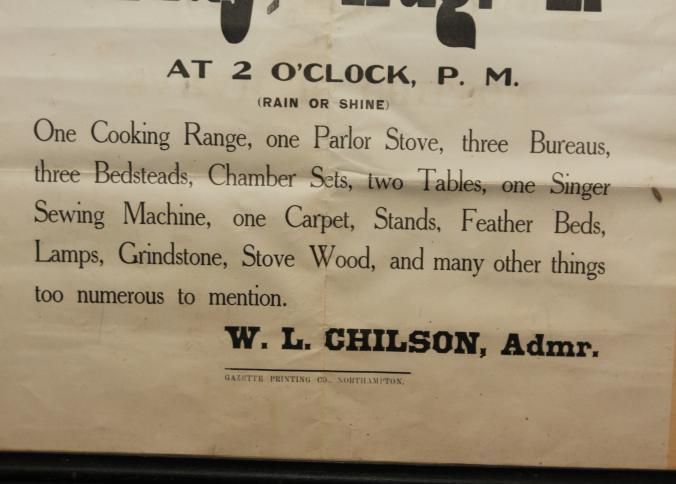 AT 2 O'CLOCK, P. M.
(RAIN OR SHINE)
One Cooking Range, one Parlor Stove, three Bureaus,
three Bedsteads, Chamber Sets, two Tables, one Singer
Sewing Machine, one Carpet, Stands, Feather Beds,
Lamps, Grindstone, Stove Wood, and many other things
too numerous to mention.
W. L. CHILSON, Admr.
GAZETTE PRINTING CO., NORTHAMPTON.